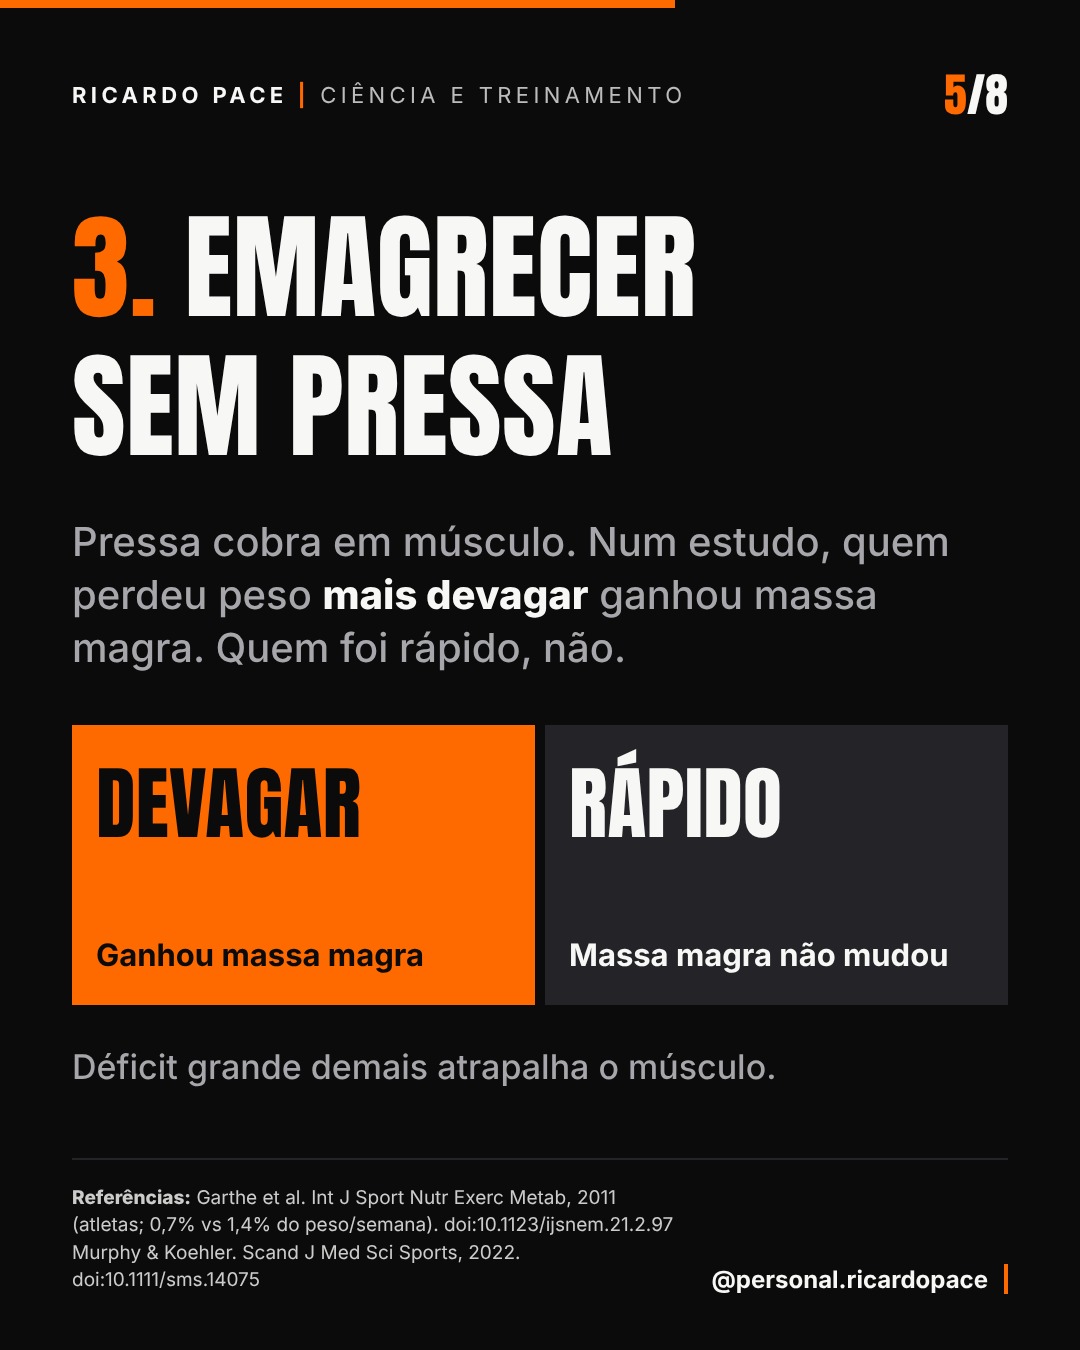 RICARDO PACE | CIÊNCIA E TREINAMENTO
5/8
3. EMAGRECER
SEM PRESSA
Pressa cobra em músculo. Num estudo, quem
perdeu peso mais devagar ganhou massa
magra. Quem foi rápido, não.
DEVAGAR
Ganhou massa magra
RÁPIDO
Massa magra não mudou
Déficit grande demais atrapalha o músculo.
Referências: Garthe et al. Int J Sport Nutr Exerc Metab, 2011
(atletas; 0,7% vs 1,4% do peso/semana). doi:10.1123/ijsnem.21.2.97
Murphy & Koehler. Scand J Med Sci Sports, 2022.
doi:10.1111/sms.14075
@personal.ricardopace